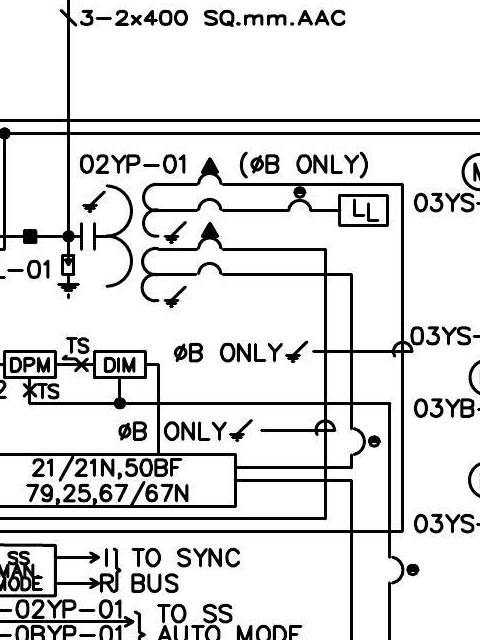 3-2x400 SQ.mm.AAC
02YP-01 (øB ONLY)
LL
03YS-
L-01
03YS-
TS
øB ONLY
DPM
DIM
2
TS
03YB-
øB ONLY
21/21N,50BF
79,25,67/67N
03YS-
SS
MAN.
MODE
I] TO SYNC
R] BUS
-02YP-01
TO SS
-0BYP-01
AUTO MODE